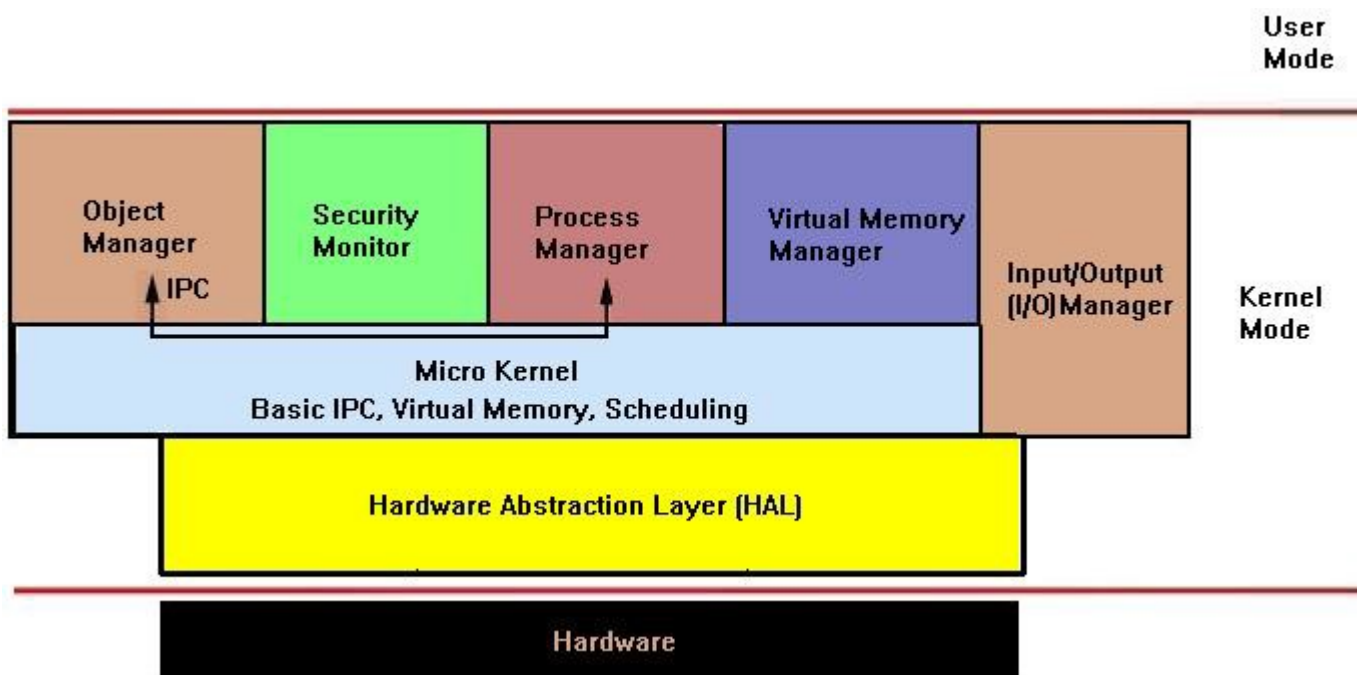 User
Mode
Object
Manager
IPC
Security
Monitor
Process
Manager
Virtual Memory
Manager
Input/Output
(I/O)Manager
Kernel
Mode
Micro Kernel
Basic IPC, Virtual Memory, Scheduling
Hardware Abstraction Layer (HAL)
Hardware